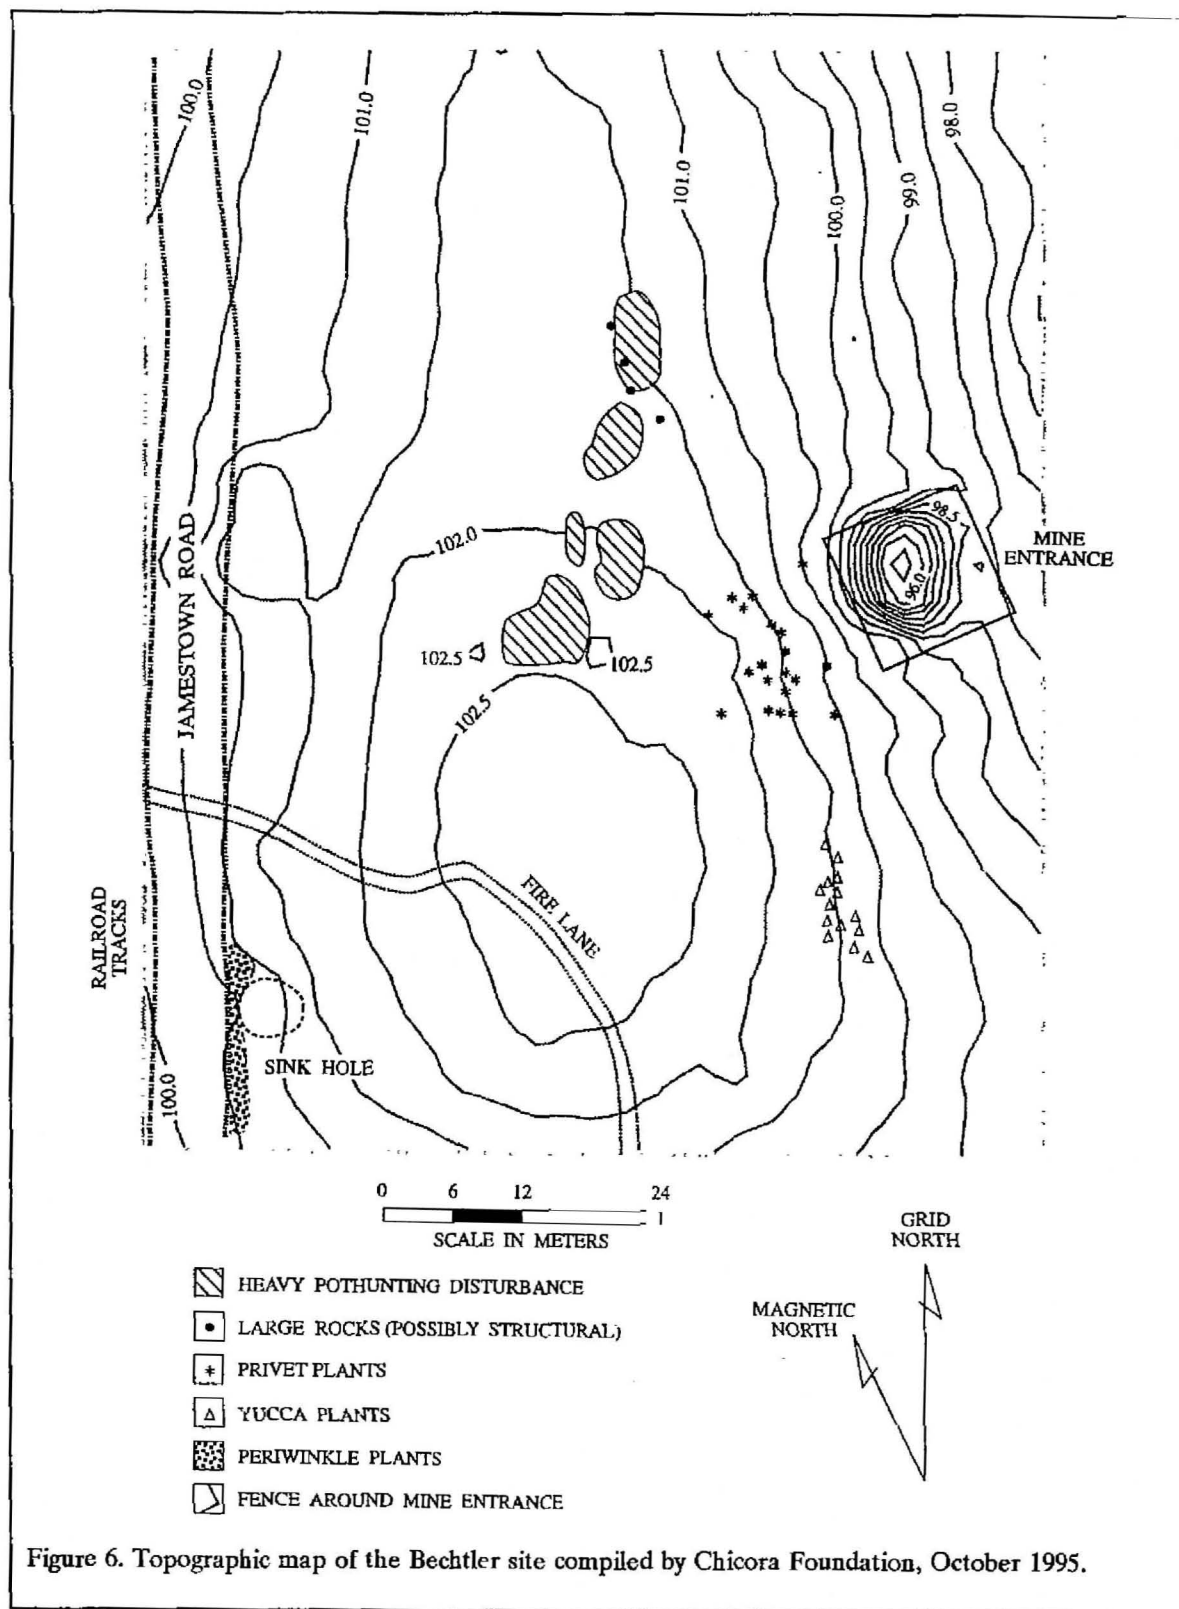 100.0
101.0
101.0
100.0
99.0
98.0
98.5
96.0
MINE
ENTRANCE
102.0
102.5
102.5
102.5
JAMESTOWN ROAD
FIRE LANE
RAILROAD
TRACKS
SINK HOLE
100.0
0 6 12 24
SCALE IN METERS
GRID
NORTH
MAGNETIC
NORTH
HEAVY POTHUNTING DISTURBANCE
LARGE ROCKS (POSSIBLY STRUCTURAL)
PRIVET PLANTS
YUCCA PLANTS
PERIWINKLE PLANTS
FENCE AROUND MINE ENTRANCE
Figure 6. Topographic map of the Bechtler site compiled by Chicora Foundation, October 1995.